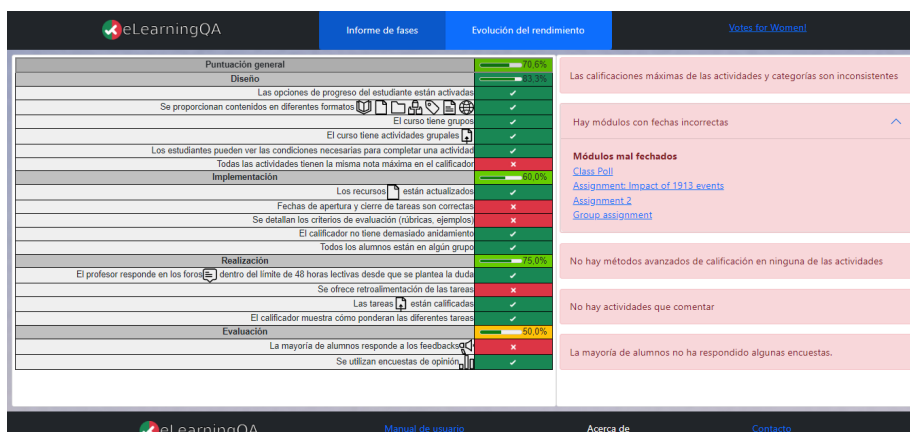 eLearningQA
Informe de fases
Evolución del rendimiento
Votes for Women!
Puntuación general 70,6%
Diseño 83,3%
Las opciones de progreso del estudiante están activadas
Se proporcionan contenidos en diferentes formatos
El curso tiene grupos
El curso tiene actividades grupales
Los estudiantes pueden ver las condiciones necesarias para completar una actividad
Todas las actividades tienen la misma nota máxima en el calificador
Implementación 60,0%
Los recursos están actualizados
Fechas de apertura y cierre de tareas son correctas
Se detallan los criterios de evaluación (rúbricas, ejemplos)
El calificador no tiene demasiado anidamiento
Todos los alumnos están en algún grupo
Realización 75,0%
El profesor responde en los foros dentro del límite de 48 horas lectivas desde que se plantea la duda
Se ofrece retroalimentación de las tareas
Las tareas están calificadas
El calificador muestra cómo ponderan las diferentes tareas
Evaluación 50,0%
La mayoría de alumnos responde a los feedbacks
Se utilizan encuestas de opinión
Las calificaciones máximas de las actividades y categorías son inconsistentes
Hay módulos con fechas incorrectas
Módulos mal fechados
Class Poll
Assignment: Impact of 1913 events
Assignment 2
Group assignment
No hay métodos avanzados de calificación en ninguna de las actividades
No hay actividades que comentar
La mayoría de alumnos no ha respondido algunas encuestas.
eLearningQA
Manual de usuario
Acerca de
Contacto